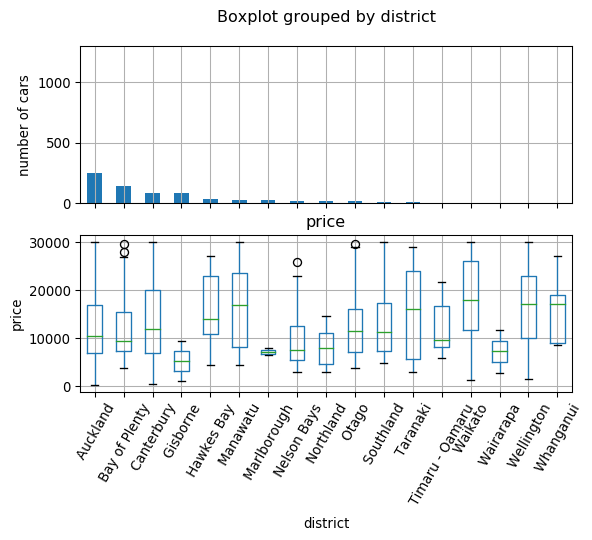 Boxplot grouped by district
1000
500
0
number of cars
price
30000
20000
10000
0
price
Auckland
Bay of Plenty
Canterbury
Gisborne
Hawkes Bay
Manawatu
Marlborough
Nelson Bays
Northland
Otago
Southland
Taranaki
Timaru - Oamaru
Waikato
Wairarapa
Wellington
Whanganui
district